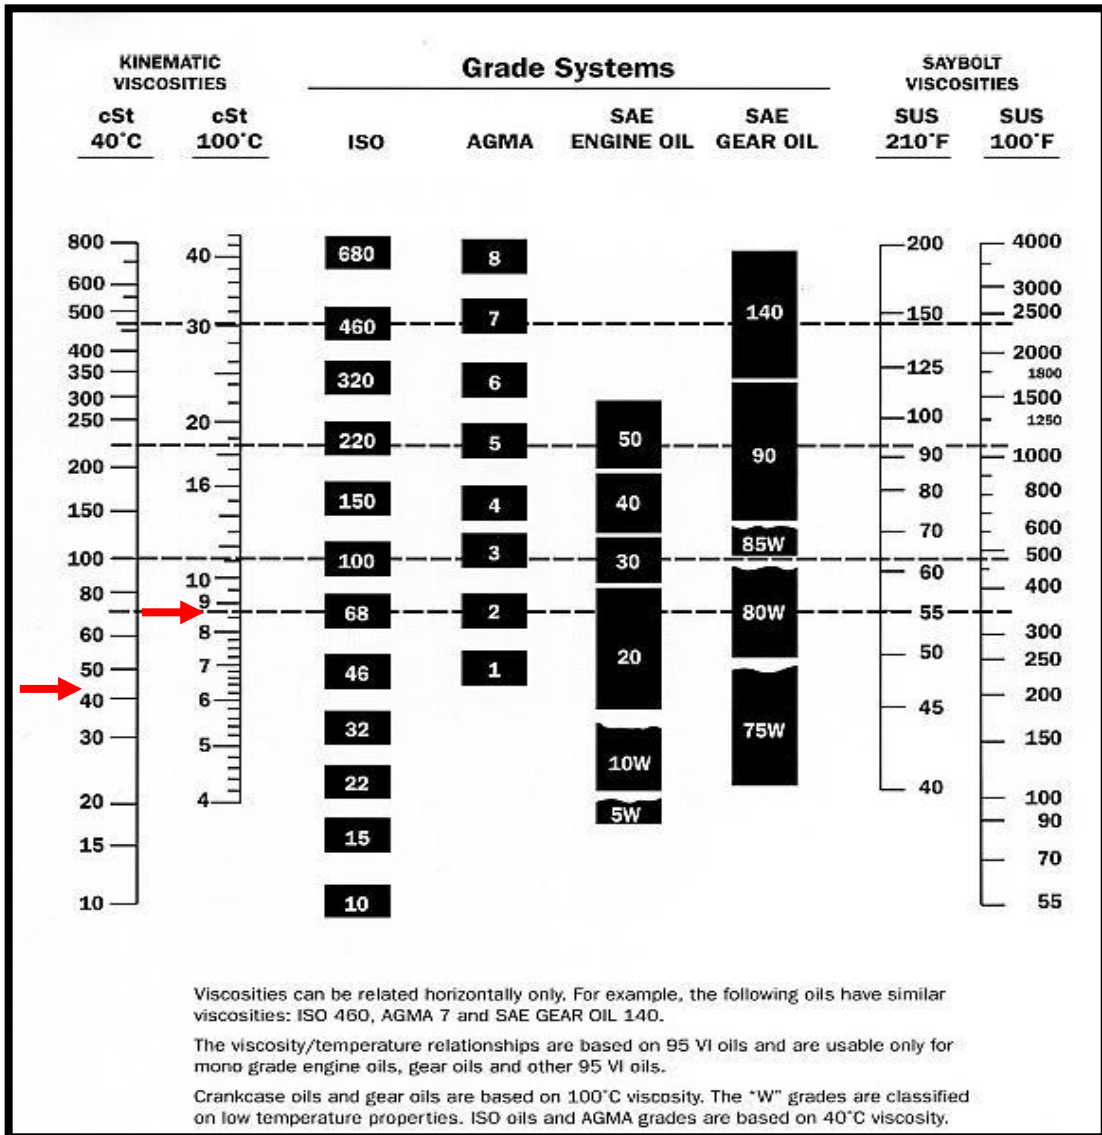 KINEMATIC
VISCOSITIES
Grade Systems
SAYBOLT
VISCOSITIES
cSt
40°C
cSt
100°C
ISO
AGMA
SAE
ENGINE OIL
SAE
GEAR OIL
SUS
210°F
SUS
100°F
800
600
500
400
350
300
250
200
150
100
80
60
50
40
30
20
15
10
40
30
20
16
10
9
8
7
6
5
4
680
460
320
220
150
100
68
46
32
22
15
10
8
7
6
5
4
3
2
1
50
40
30
20
10W
5W
140
90
85W
80W
75W
200
150
125
100
90
80
70
60
55
50
45
40
4000
3000
2500
2000
1800
1500
1250
1000
800
600
500
400
300
250
200
150
100
90
70
55
Viscosities can be related horizontally only. For example, the following oils have similar
viscosities: ISO 460, AGMA 7 and SAE GEAR OIL 140.
The viscosity/temperature relationships are based on 95 VI oils and are usable only for
mono grade engine oils, gear oils and other 95 VI oils.
Crankcase oils and gear oils are based on 100°C viscosity. The "W" grades are classified
on low temperature properties. ISO oils and AGMA grades are based on 40°C viscosity.